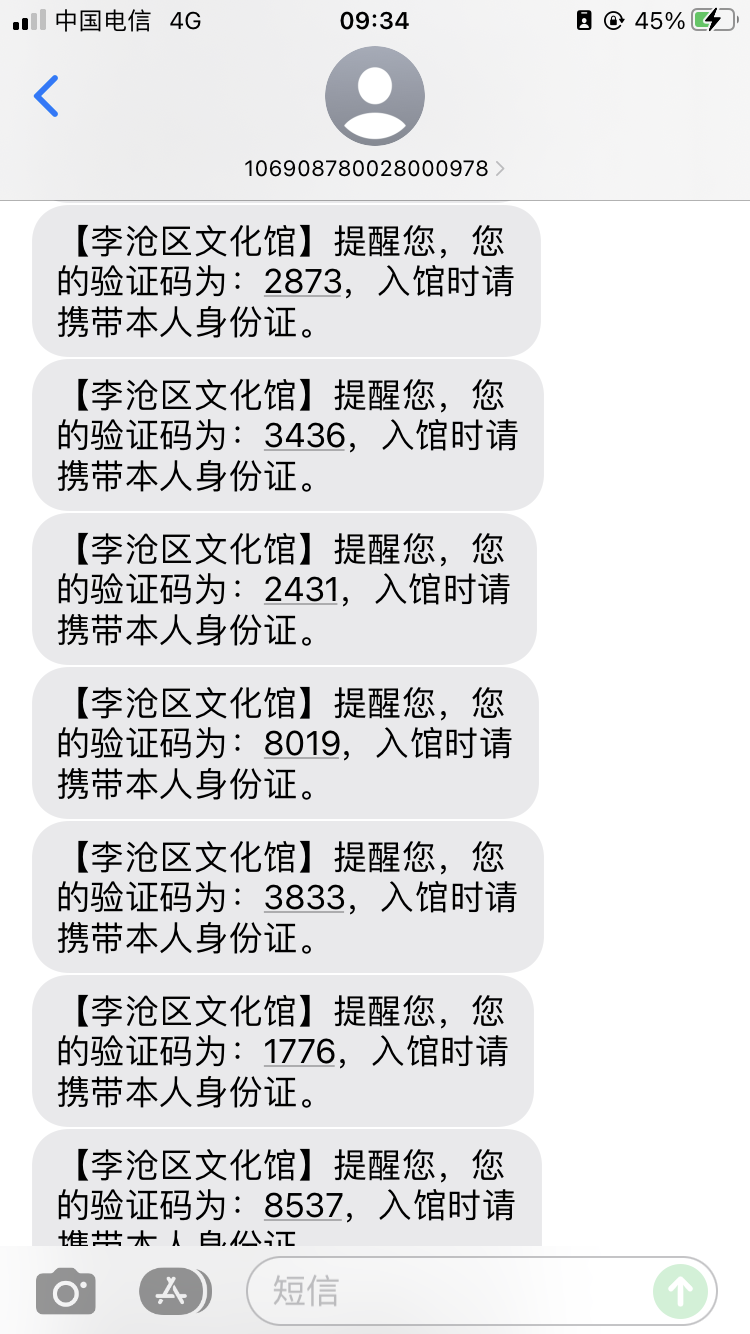 中国电信 4G 09:34 45%
106908780028000978
【李沧区文化馆】提醒您，您
的验证码为：2873，入馆时请
携带本人身份证。
【李沧区文化馆】提醒您，您
的验证码为：3436，入馆时请
携带本人身份证。
【李沧区文化馆】提醒您，您
的验证码为：2431，入馆时请
携带本人身份证。
【李沧区文化馆】提醒您，您
的验证码为：8019，入馆时请
携带本人身份证。
【李沧区文化馆】提醒您，您
的验证码为：3833，入馆时请
携带本人身份证。
【李沧区文化馆】提醒您，您
的验证码为：1776，入馆时请
携带本人身份证。
【李沧区文化馆】提醒您，您
的验证码为：8537，入馆时请
携带本人身份证
短信